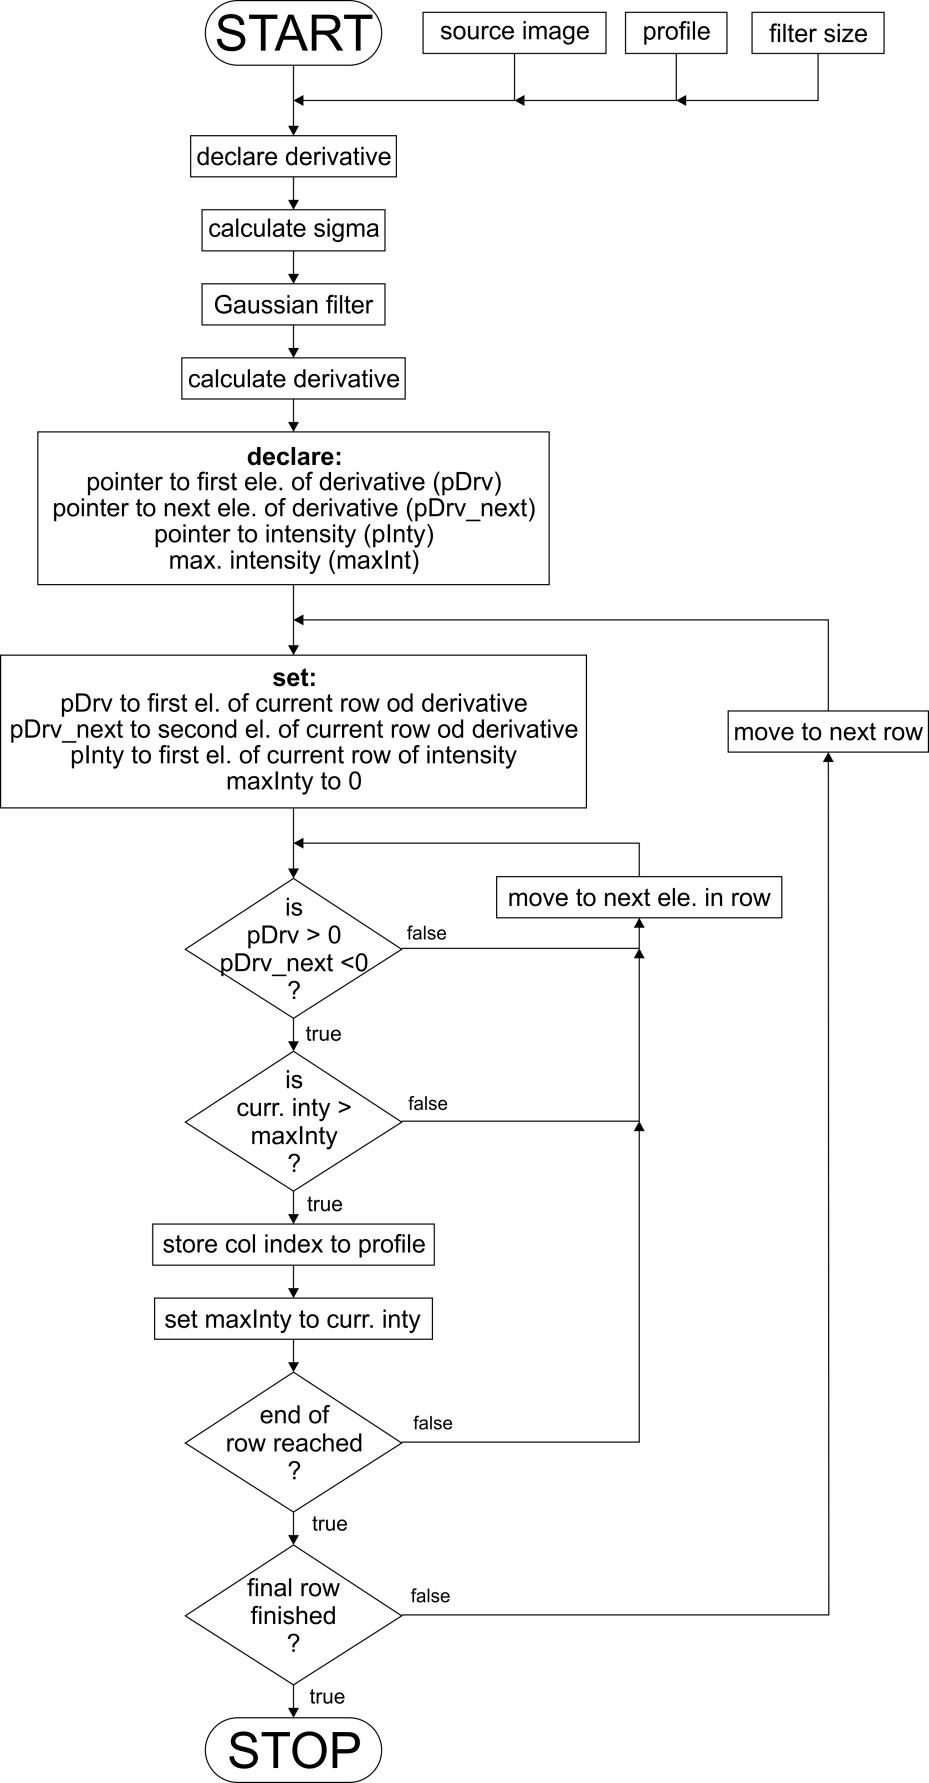 START
source image
profile
filter size
declare derivative
calculate sigma
Gaussian filter
calculate derivative
declare:
pointer to first ele. of derivative (pDrv)
pointer to next ele. of derivative (pDrv_next)
pointer to intensity (pInty)
max. intensity (maxInt)
set:
pDrv to first el. of current row od derivative
pDrv_next to second el. of current row od derivative
pInty to first el. of current row of intensity
maxInty to 0
move to next row
move to next ele. in row
is
pDrv > 0
pDrv_next <0
?
false
true
is
curr. inty >
maxInty
?
false
true
store col index to profile
set maxInty to curr. inty
end of
row reached
?
false
true
final row
finished
?
false
true
STOP